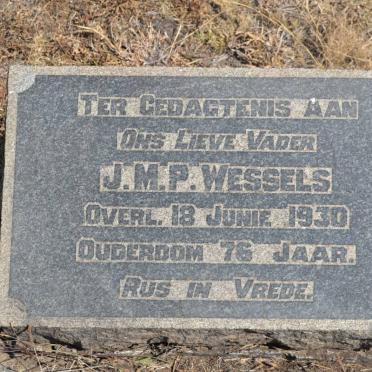 TER GEDAGTENIS AAN
ONS LIEVE VADER
J.M.P. WESSELS
OVERL. 18 JUNIE 1930
OUDERDOM 76 JAAR.
RUS IN VREDE.